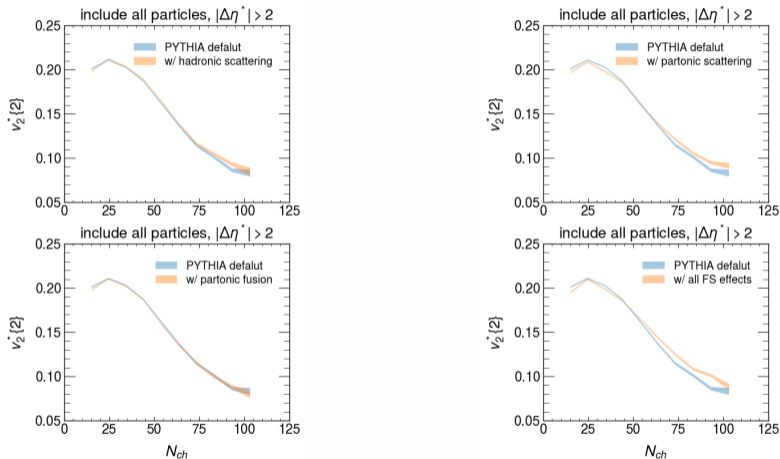 include all particles, |Δη*| > 2
0.25
0.20
0.15
0.10
0.05
v₂*{2}
PYTHIA defalut
w/ hadronic scattering
0 25 50 75 100 125
include all particles, |Δη*| > 2
0.25
0.20
0.15
0.10
0.05
v₂*{2}
PYTHIA defalut
w/ partonic scattering
0 25 50 75 100 125
include all particles, |Δη*| > 2
0.25
0.20
0.15
0.10
0.05
v₂*{2}
PYTHIA defalut
w/ partonic fusion
0 25 50 75 100 125
N_ch
include all particles, |Δη*| > 2
0.25
0.20
0.15
0.10
0.05
v₂*{2}
PYTHIA defalut
w/ all FS effects
0 25 50 75 100 125
N_ch